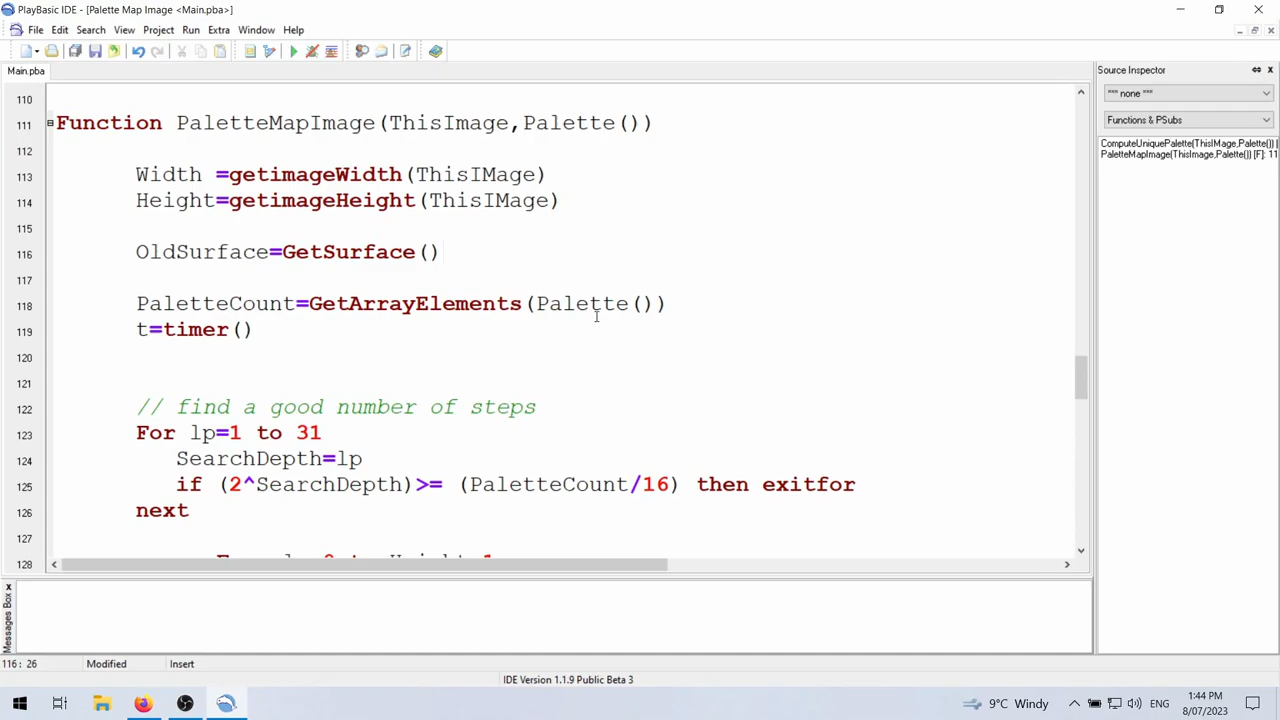 PlayBasic IDE - [Palette Map Image <Main.pba>]
File Edit Search View Project Run Extra Window Help
Main.pba
110
111 Function PaletteMapImage(ThisImage,Palette())
112
113 Width =getimageWidth(ThisIMage)
114 Height=getimageHeight(ThisIMage)
115
116 OldSurface=GetSurface()
117
118 PaletteCount=GetArrayElements(Palette())
119 t=timer()
120
121
122 // find a good number of steps
123 For lp=1 to 31
124 SearchDepth=lp
125 if (2^SearchDepth)>= (PaletteCount/16) then exitfor
126 next
127
128
Source Inspector
*** none ***
Functions & PSubs
ComputeUniquePalette(ThisIMage,Palette()) [
PaletteMapImage(ThisImage,Palette()) [F]: 11
Messages Box
116 : 26 Modified Insert
IDE Version 1.1.9 Public Beta 3
9°C Windy
ENG
1:44 PM
8/07/2023